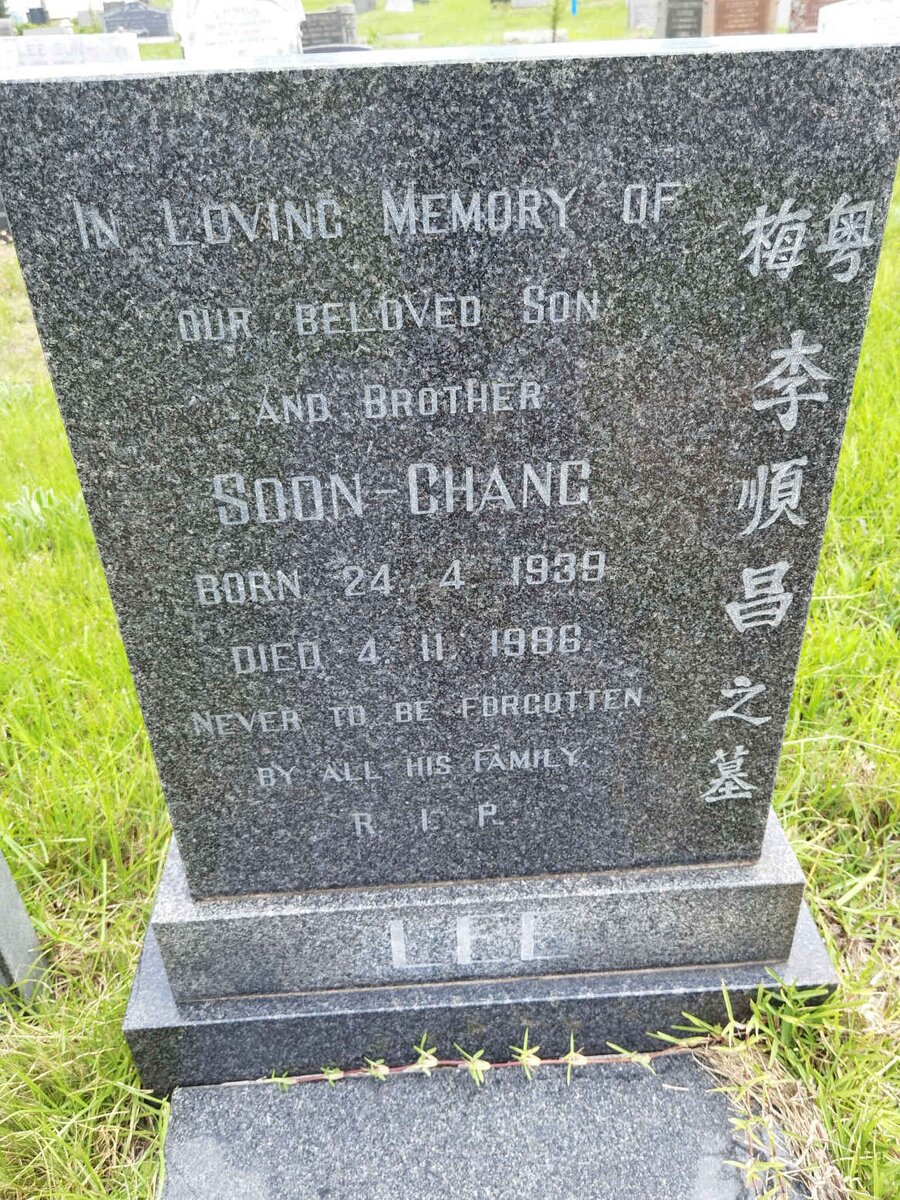 IN LOVING MEMORY OF
OUR BELOVED SON
AND BROTHER
SOON-CHANG
BORN 24. 4. 1939
DIED 4. 11. 1986.
NEVER TO BE FORGOTTEN
BY ALL HIS FAMILY.
R. I. P.
LEE
粤梅
李順昌之墓